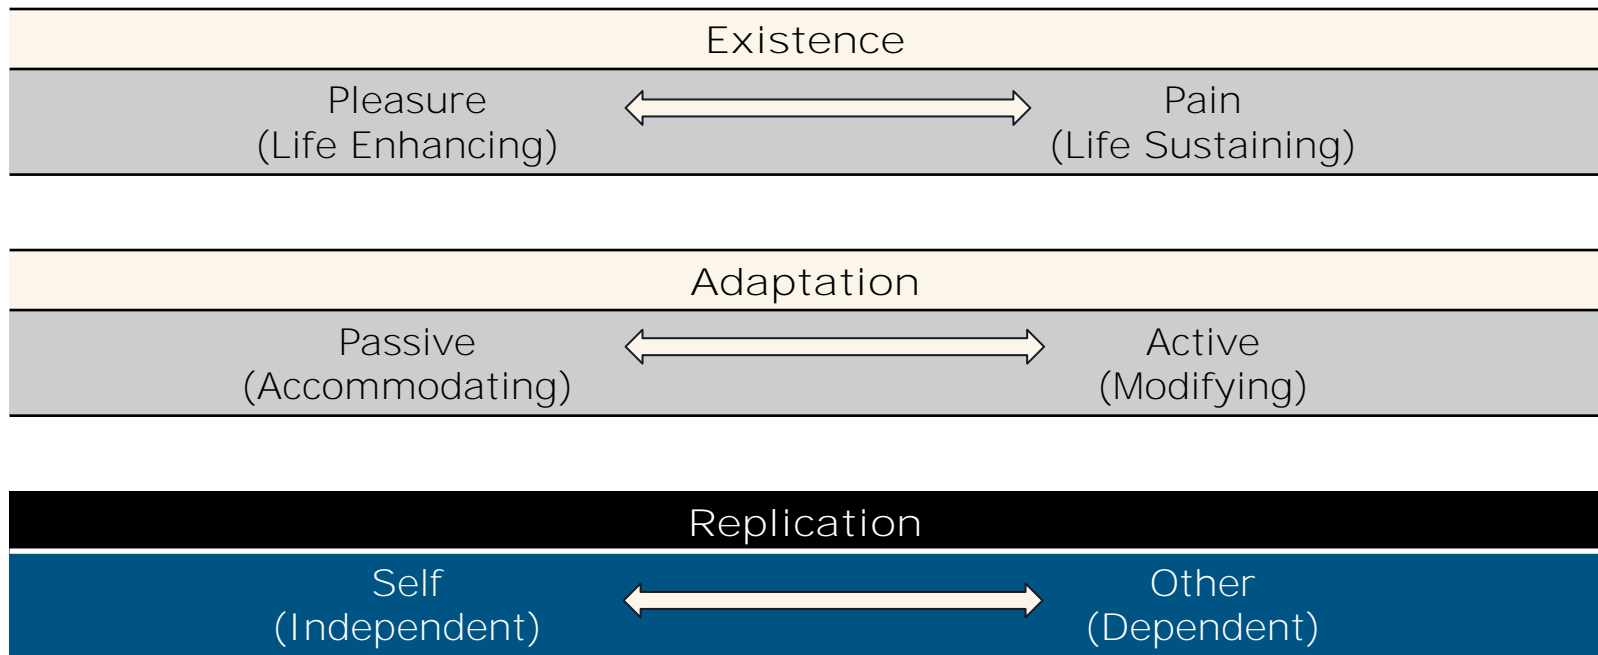 Existence
Pleasure
Pain
(Life Enhancing)
(Life Sustaining)
Adaptation
Passive
Active
(Accommodating)
(Modifying)
Replication
Self
Other
(Independent)
(Dependent)